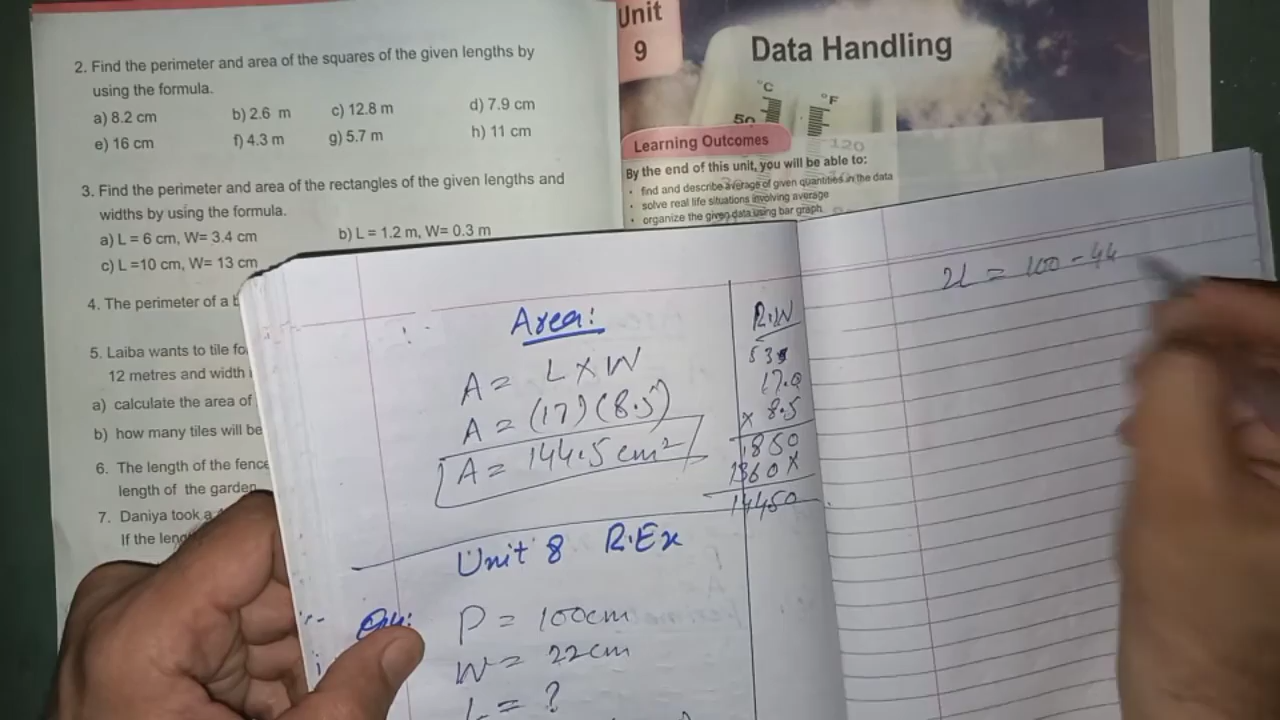 2. Find the perimeter and area of the squares of the given lengths by
using the formula.
a) 8.2 cm b) 2.6 m c) 12.8 m d) 7.9 cm
e) 16 cm f) 4.3 m g) 5.7 m h) 11 cm
3. Find the perimeter and area of the rectangles of the given lengths and
widths by using the formula.
a) L = 6 cm, W= 3.4 cm b) L = 1.2 m, W= 0.3 m
c) L =10 cm, W= 13 cm
4. The perimeter of a
5. Laiba wants to tile
12 metres and width
a) calculate the area of
b) how many tiles will be
6. The length of the fence
length of the garden
7. Daniya took a
If the
Unit
9
Data Handling
°C
°F
50
120
Learning Outcomes
By the end of this unit, you will be able to:
• find and describe average of given quantities in the data
• solve real life situations involving average
• organize the given data using bar graph.
Area:
A = L X W
A = (17) (8.5)
A = 144.5 cm²
R.W
17.0
X 8.5
850
1360X
14450
Unit 8 R.Ex
P = 100cm
W = 22cm
L = ?
2L = 100 - 44